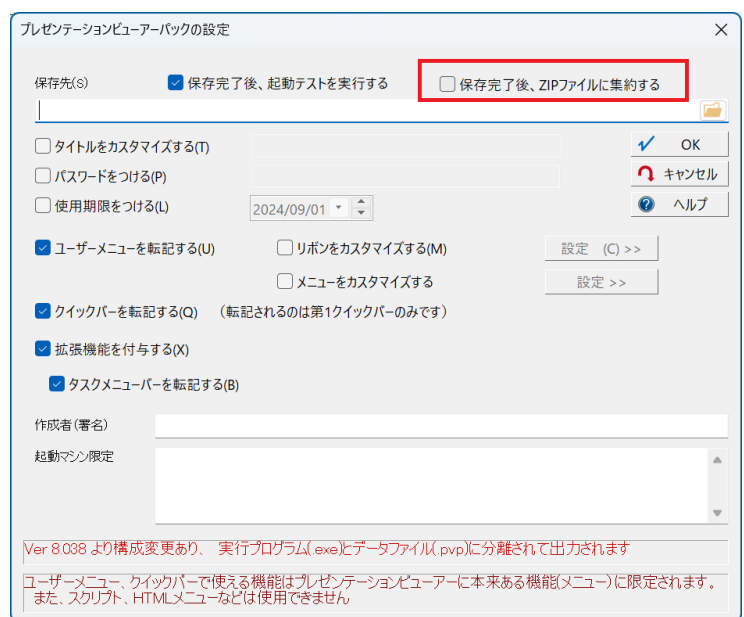 プレゼンテーションビューアーパックの設定
保存先(S)
保存完了後、起動テストを実行する
保存完了後、ZIPファイルに集約する
タイトルをカスタマイズする(T)
OK
パスワードをつける(P)
キャンセル
使用期限をつける(L)
2024/09/01
ヘルプ
ユーザーメニューを転記する(U)
リボンをカスタマイズする(M)
設定 (C) >>
メニューをカスタマイズする
設定 >>
クイックバーを転記する(Q) (転記されるのは第1クイックバーのみです)
拡張機能を付与する(X)
タスクメニューバーを転記する(B)
作成者(署名)
起動マシン限定
Ver 8.038 より構成変更あり、 実行プログラム(.exe)とデータファイル(.pvp)に分離されて出力されます
ユーザーメニュー、クイックバーで使える機能はプレゼンテーションビューアーに本来ある機能(メニュー)に限定されます。
また、スクリプト、HTMLメニューなどは使用できません